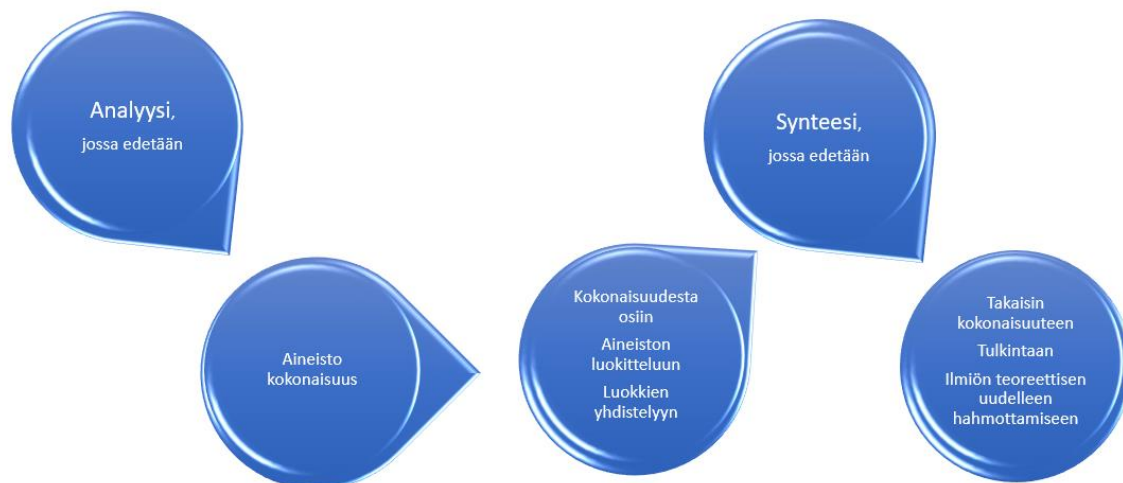 Analyysi,
jossa edetään
Aineisto
kokonaisuus
Kokonaisuudesta
osiin
Aineiston
luokitteluun
Luokkien
yhdistelyyn
Synteesi,
jossa edetään
Takaisin
kokonaisuuteen
Tulkintaan
Ilmiön teoreettisen
uudelleen
hahmottamiseen